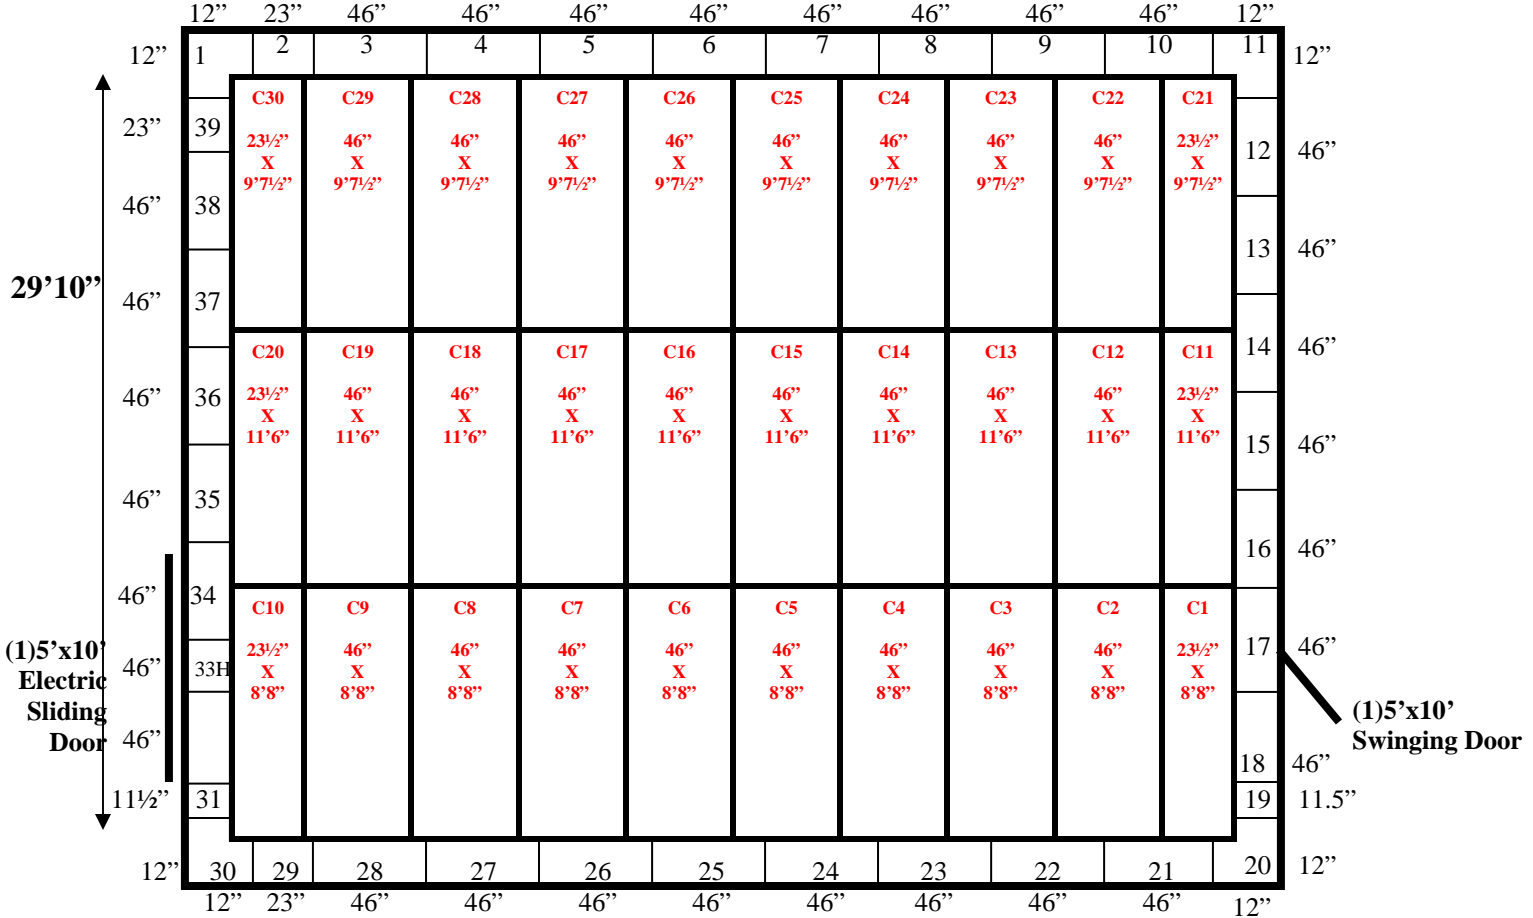 12” 23” 46” 46” 46” 46” 46” 46” 46” 46” 12”
12” 1 2 3 4 5 6 7 8 9 10 11 12”
C30 C29 C28 C27 C26 C25 C24 C23 C22 C21
23” 39
23½” 46” 46” 46” 46” 46” 46” 46” 46” 23½”
12 46”
X X X X X X X X X X
9’7½” 9’7½” 9’7½” 9’7½” 9’7½” 9’7½” 9’7½” 9’7½” 9’7½” 9’7½”
46” 38
13 46”
29’10”
46” 37
14 46”
C20 C19 C18 C17 C16 C15 C14 C13 C12 C11
46” 36
23½” 46” 46” 46” 46” 46” 46” 46” 46” 23½”
X X X X X X X X X X
11’6” 11’6” 11’6” 11’6” 11’6” 11’6” 11’6” 11’6” 11’6” 11’6”
15 46”
46” 35
16 46”
46” 34
C10 C9 C8 C7 C6 C5 C4 C3 C2 C1
23½” 46” 46” 46” 46” 46” 46” 46” 46” 23½”
17 46”
X X X X X X X X X X
8’8” 8’8” 8’8” 8’8” 8’8” 8’8” 8’8” 8’8” 8’8” 8’8”
(1)5’x10’
Electric
Sliding
Door
46” 33H
46”
(1)5’x10’
Swinging Door
18 46”
11½” 31
19 11.5”
12” 30 29 28 27 26 25 24 23 22 21 20 12”
12” 23” 46” 46” 46” 46” 46” 46” 46” 46” 12”